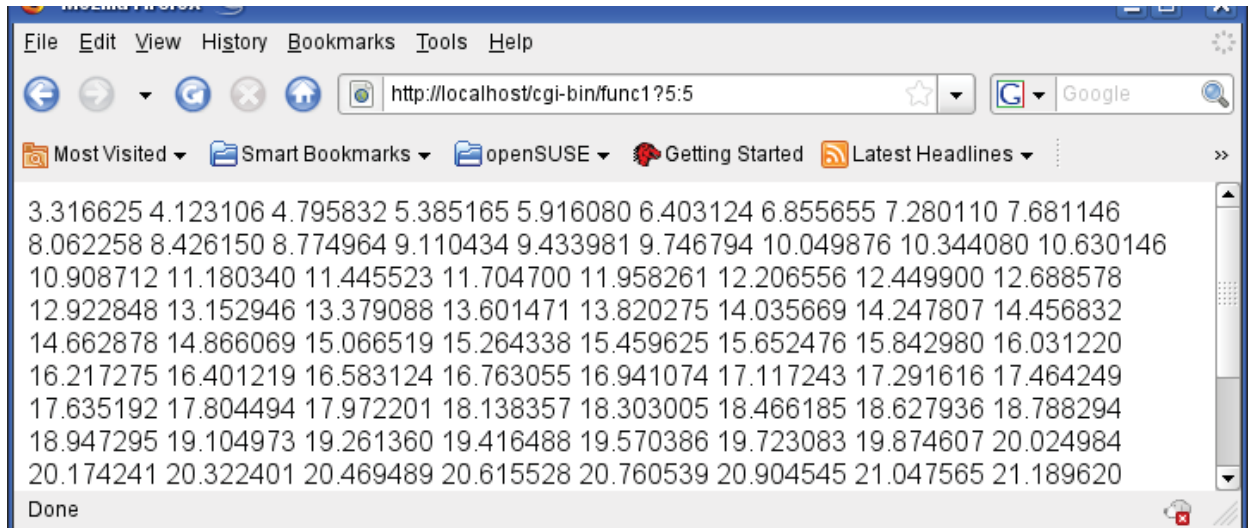 Mozilla Firefox
File Edit View History Bookmarks Tools Help
http://localhost/cgi-bin/func1?5:5
G Google
Most Visited Smart Bookmarks openSUSE Getting Started Latest Headlines »
3.316625 4.123106 4.795832 5.385165 5.916080 6.403124 6.855655 7.280110 7.681146
8.062258 8.426150 8.774964 9.110434 9.433981 9.746794 10.049876 10.344080 10.630146
10.908712 11.180340 11.445523 11.704700 11.958261 12.206556 12.449900 12.688578
12.922848 13.152946 13.379088 13.601471 13.820275 14.035669 14.247807 14.456832
14.662878 14.866069 15.066519 15.264338 15.459625 15.652476 15.842980 16.031220
16.217275 16.401219 16.583124 16.763055 16.941074 17.117243 17.291616 17.464249
17.635192 17.804494 17.972201 18.138357 18.303005 18.466185 18.627936 18.788294
18.947295 19.104973 19.261360 19.416488 19.570386 19.723083 19.874607 20.024984
20.174241 20.322401 20.469489 20.615528 20.760539 20.904545 21.047565 21.189620
Done